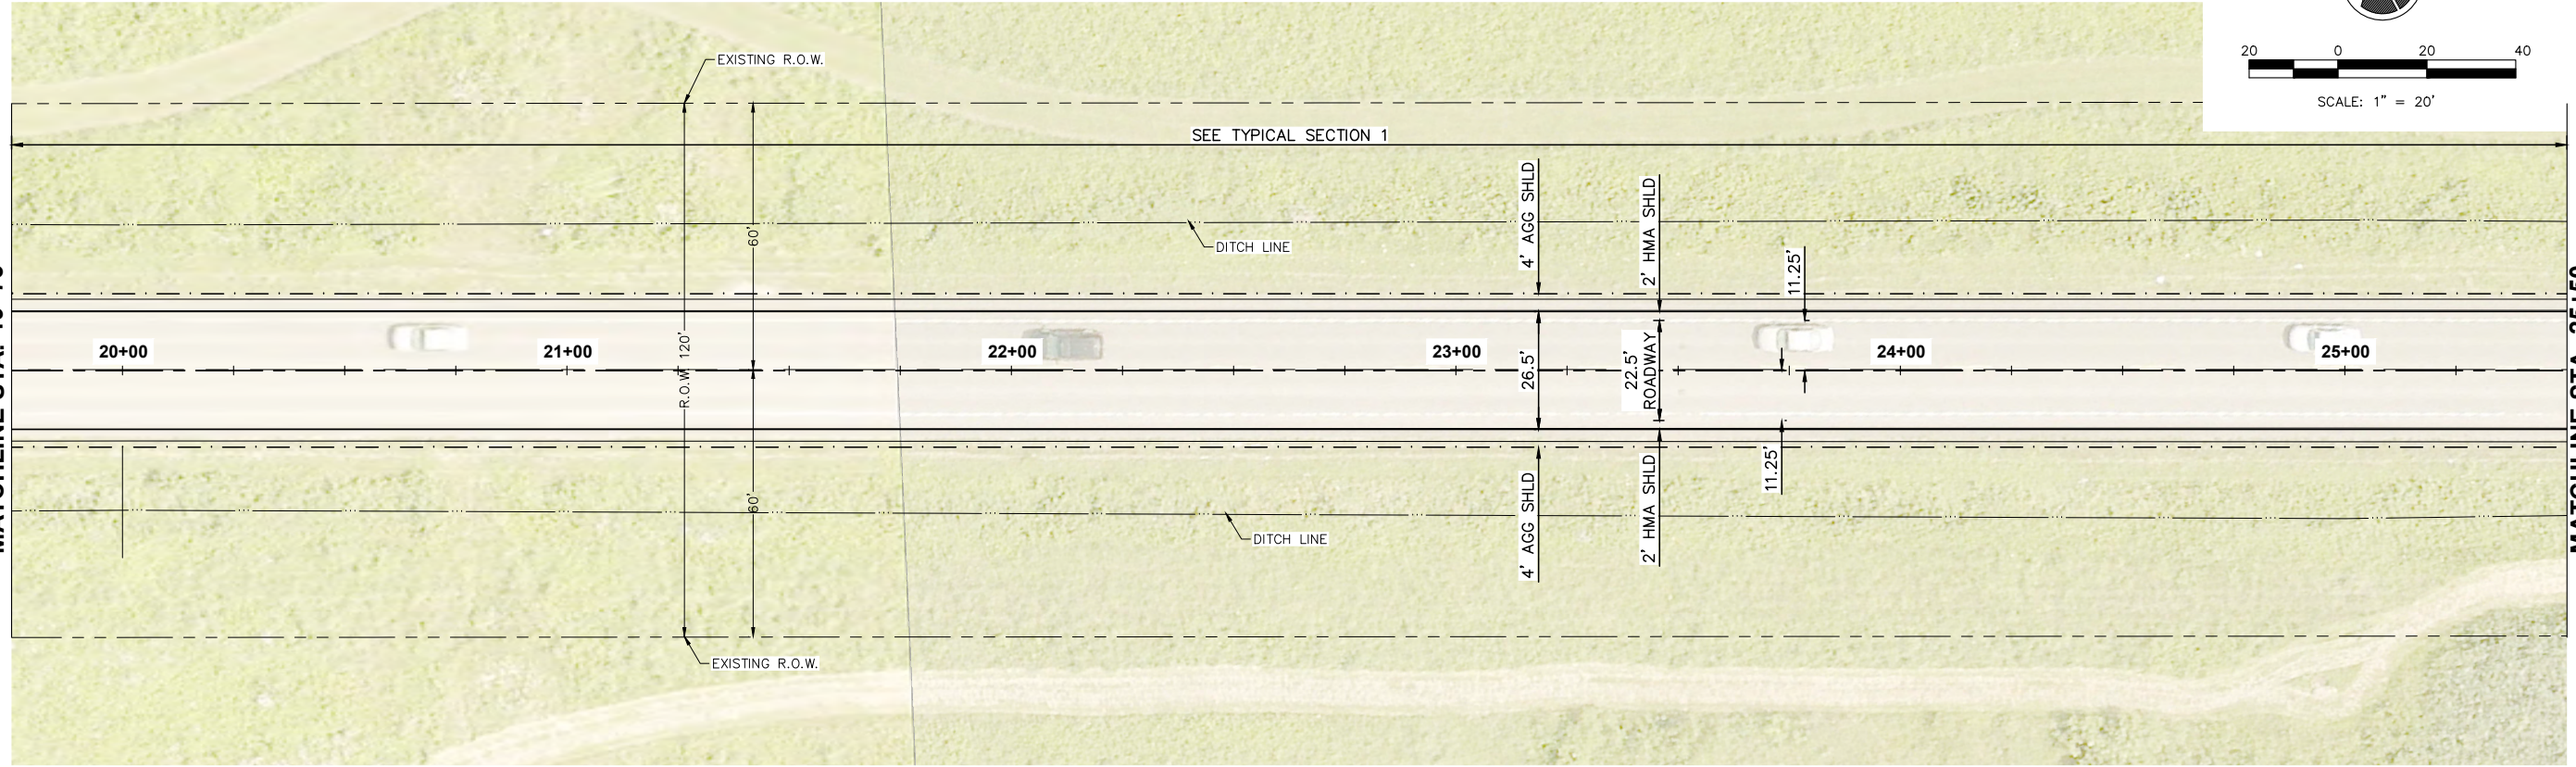 20 0 20 40
SCALE: 1" = 20'
EXISTING R.O.W.
SEE TYPICAL SECTION 1
4' AGG SHLD
2' HMA SHLD
DITCH LINE
60'
11.25'
20+00
21+00
22+00
23+00
24+00
25+00
R.O.W. 120'
26.5'
22.5'
ROADWAY
60'
11.25'
4' AGG SHLD
2' HMA SHLD
DITCH LINE
EXISTING R.O.W.